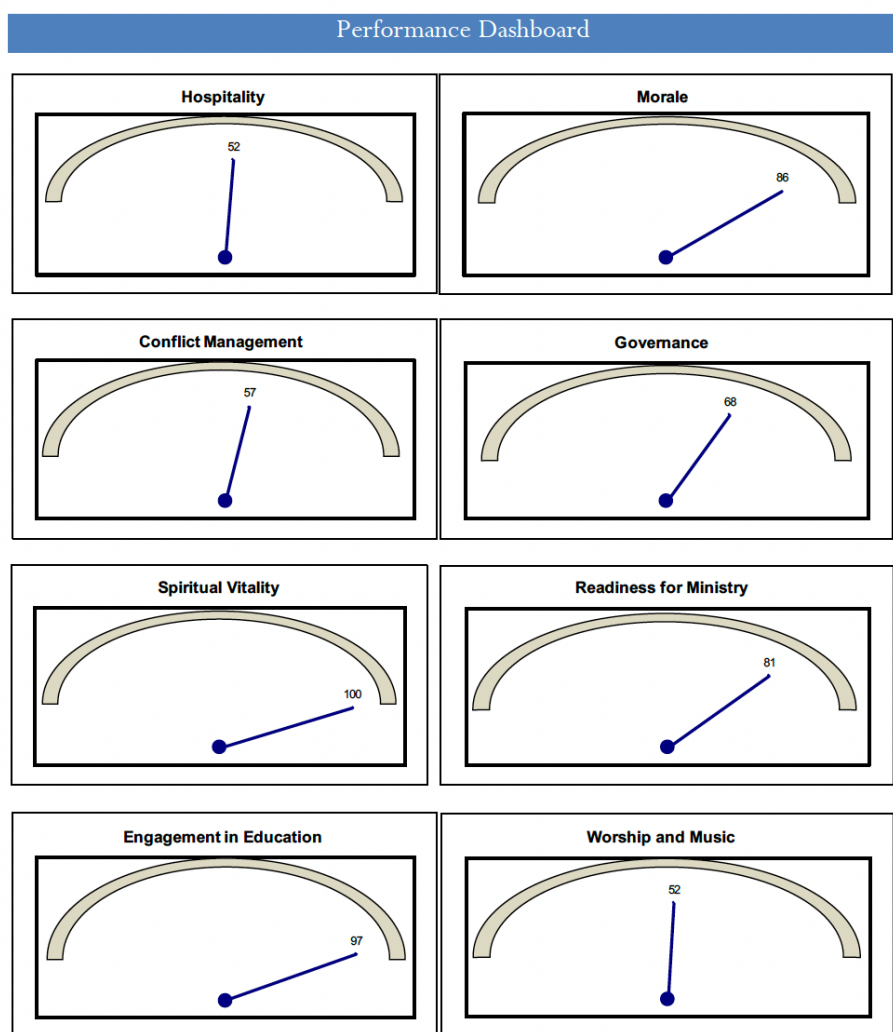 Performance Dashboard
Hospitality
52
Morale
86
Conflict Management
57
Governance
68
Spiritual Vitality
100
Readiness for Ministry
81
Engagement in Education
97
Worship and Music
52